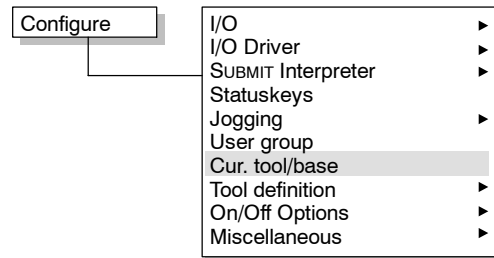 Configure
I/O
I/O Driver
SUBMIT Interpreter
Statuskeys
Jogging
User group
Cur. tool/base
Tool definition
On/Off Options
Miscellaneous